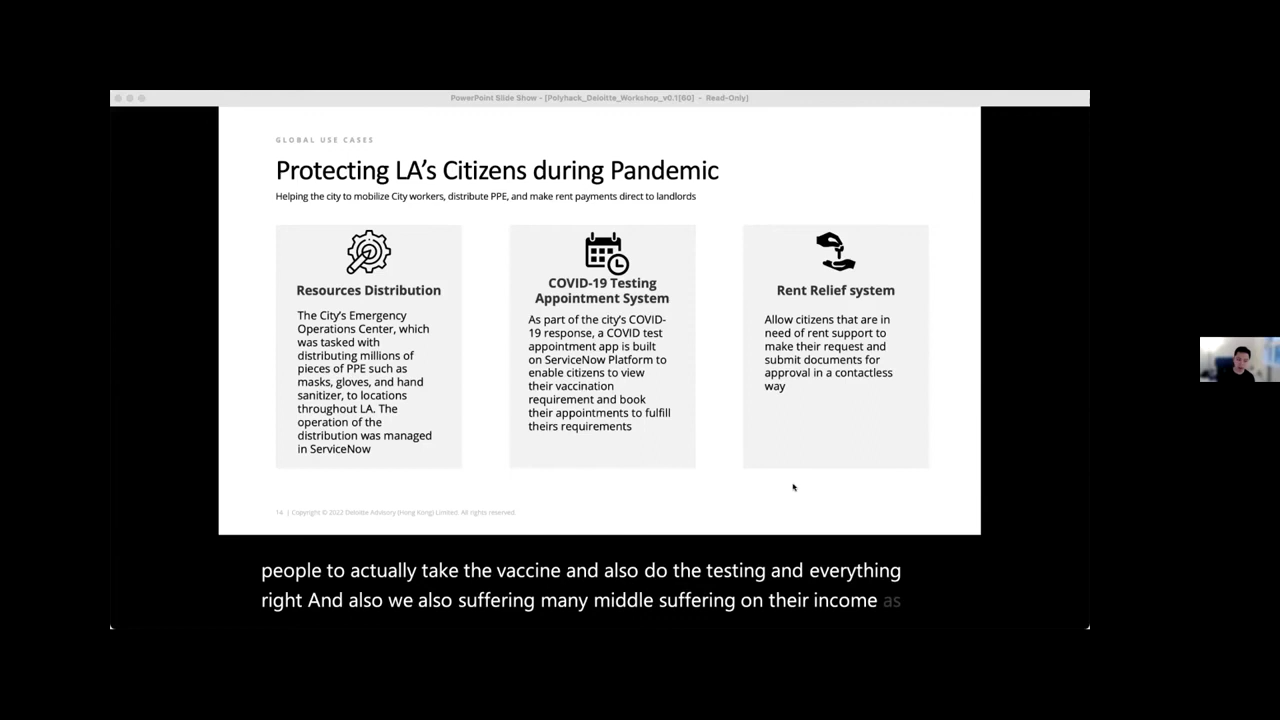 PowerPoint Slide Show - [Polyhack_Deloitte_Workshop_v0.1[60] - Read-Only]
GLOBAL USE CASES
Protecting LA's Citizens during Pandemic
Helping the city to mobilize City workers, distribute PPE, and make rent payments direct to landlords
Resources Distribution
The City's Emergency
Operations Center, which
was tasked with
distributing millions of
pieces of PPE such as
masks, gloves, and hand
sanitizer, to locations
throughout LA. The
operation of the
distribution was managed
in ServiceNow
COVID-19 Testing
Appointment System
As part of the city's COVID-
19 response, a COVID test
appointment app is built
on ServiceNow Platform to
enable citizens to view
their vaccination
requirement and book
their appointments to fulfill
theirs requirements
Rent Relief system
Allow citizens that are in
need of rent support to
make their request and
submit documents for
approval in a contactless
way
14 | Copyright © 2022 Deloitte Advisory (Hong Kong) Limited. All rights reserved.
people to actually take the vaccine and also do the testing and everything
right And also we also suffering many middle suffering on their income as